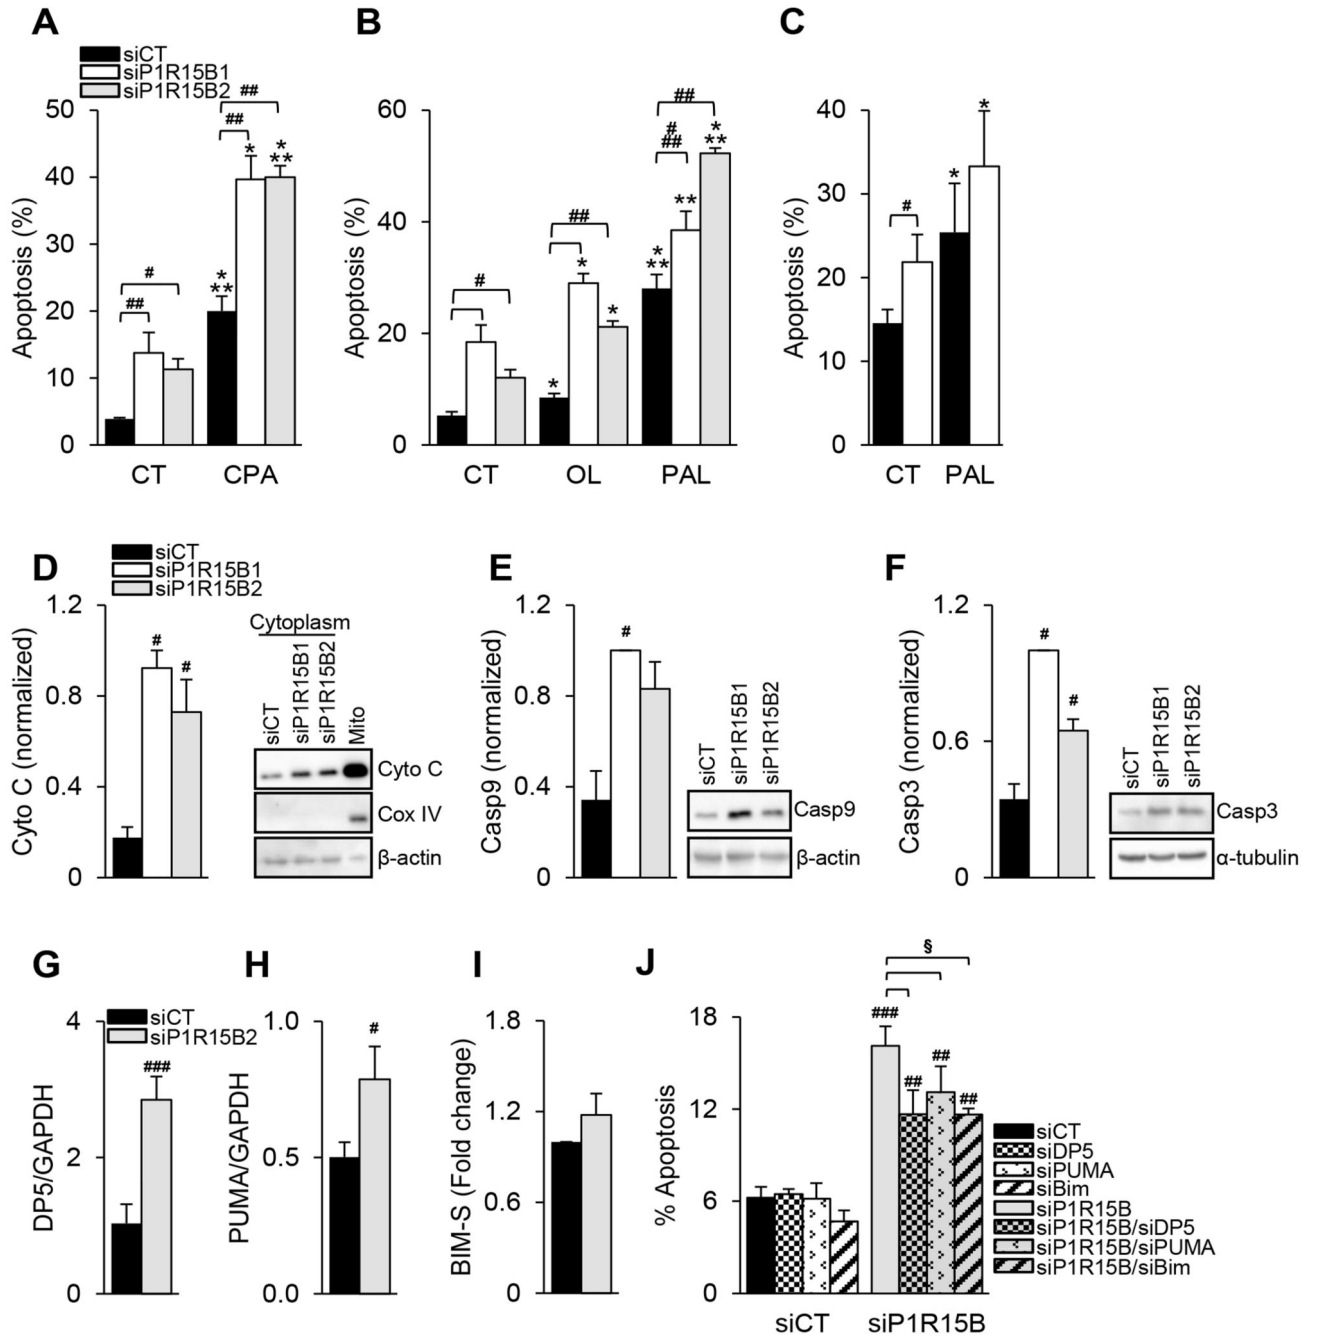 A
siCT
siP1R15B1
siP1R15B2
Apoptosis (%)
50
40
30
20
10
0
#
##
##
##
*
**
*
*
**
CT
CPA
B
Apoptosis (%)
60
40
20
0
#
##
#
##
##
*
*
*
*
**
**
*
**
CT
OL
PAL
C
Apoptosis (%)
40
30
20
10
0
#
*
*
CT
PAL
D
siCT
siP1R15B1
siP1R15B2
Cyto C (normalized)
1.2
0.8
0.4
0
#
#
Cytoplasm
siCT
siP1R15B1
siP1R15B2
Mito
Cyto C
Cox IV
β-actin
E
Casp9 (normalized)
1.2
0.8
0.4
0
#
siCT
siP1R15B1
siP1R15B2
Casp9
β-actin
F
Casp3 (normalized)
1.2
0.6
0
#
#
siCT
siP1R15B1
siP1R15B2
Casp3
α-tubulin
G
siCT
siP1R15B2
DP5/GAPDH
4
2
0
###
H
PUMA/GAPDH
1.0
0.5
0.0
#
I
BIM-S (Fold change)
1.8
1.2
0.6
0
J
% Apoptosis
18
12
6
0
§
###
##
##
##
siCT
siP1R15B
siCT
siDP5
siPUMA
siBim
siP1R15B
siP1R15B/siDP5
siP1R15B/siPUMA
siP1R15B/siBim